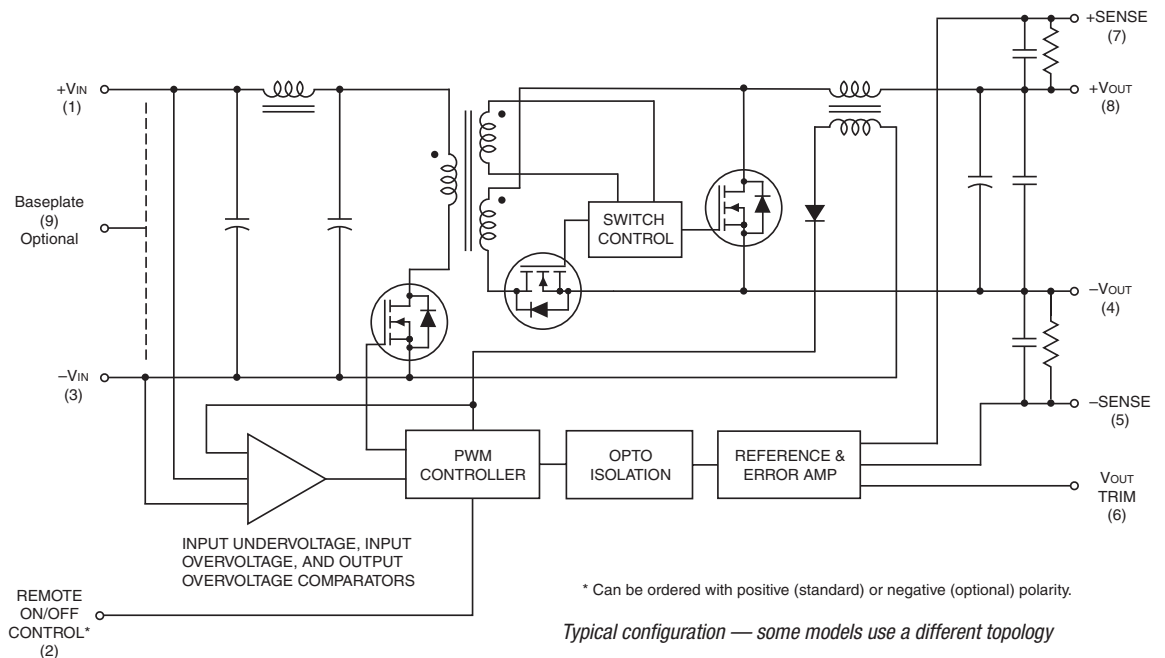 +SENSE
(7)
+VIN
(1)
+VOUT
(8)
Baseplate
(9)
Optional
SWITCH
CONTROL
–VOUT
(4)
–VIN
(3)
–SENSE
(5)
PWM
CONTROLLER
OPTO
ISOLATION
REFERENCE &
ERROR AMP
VOUT
TRIM
(6)
INPUT UNDERVOLTAGE, INPUT
OVERVOLTAGE, AND OUTPUT
OVERVOLTAGE COMPARATORS
REMOTE
ON/OFF
CONTROL*
(2)
* Can be ordered with positive (standard) or negative (optional) polarity.
Typical configuration — some models use a different topology